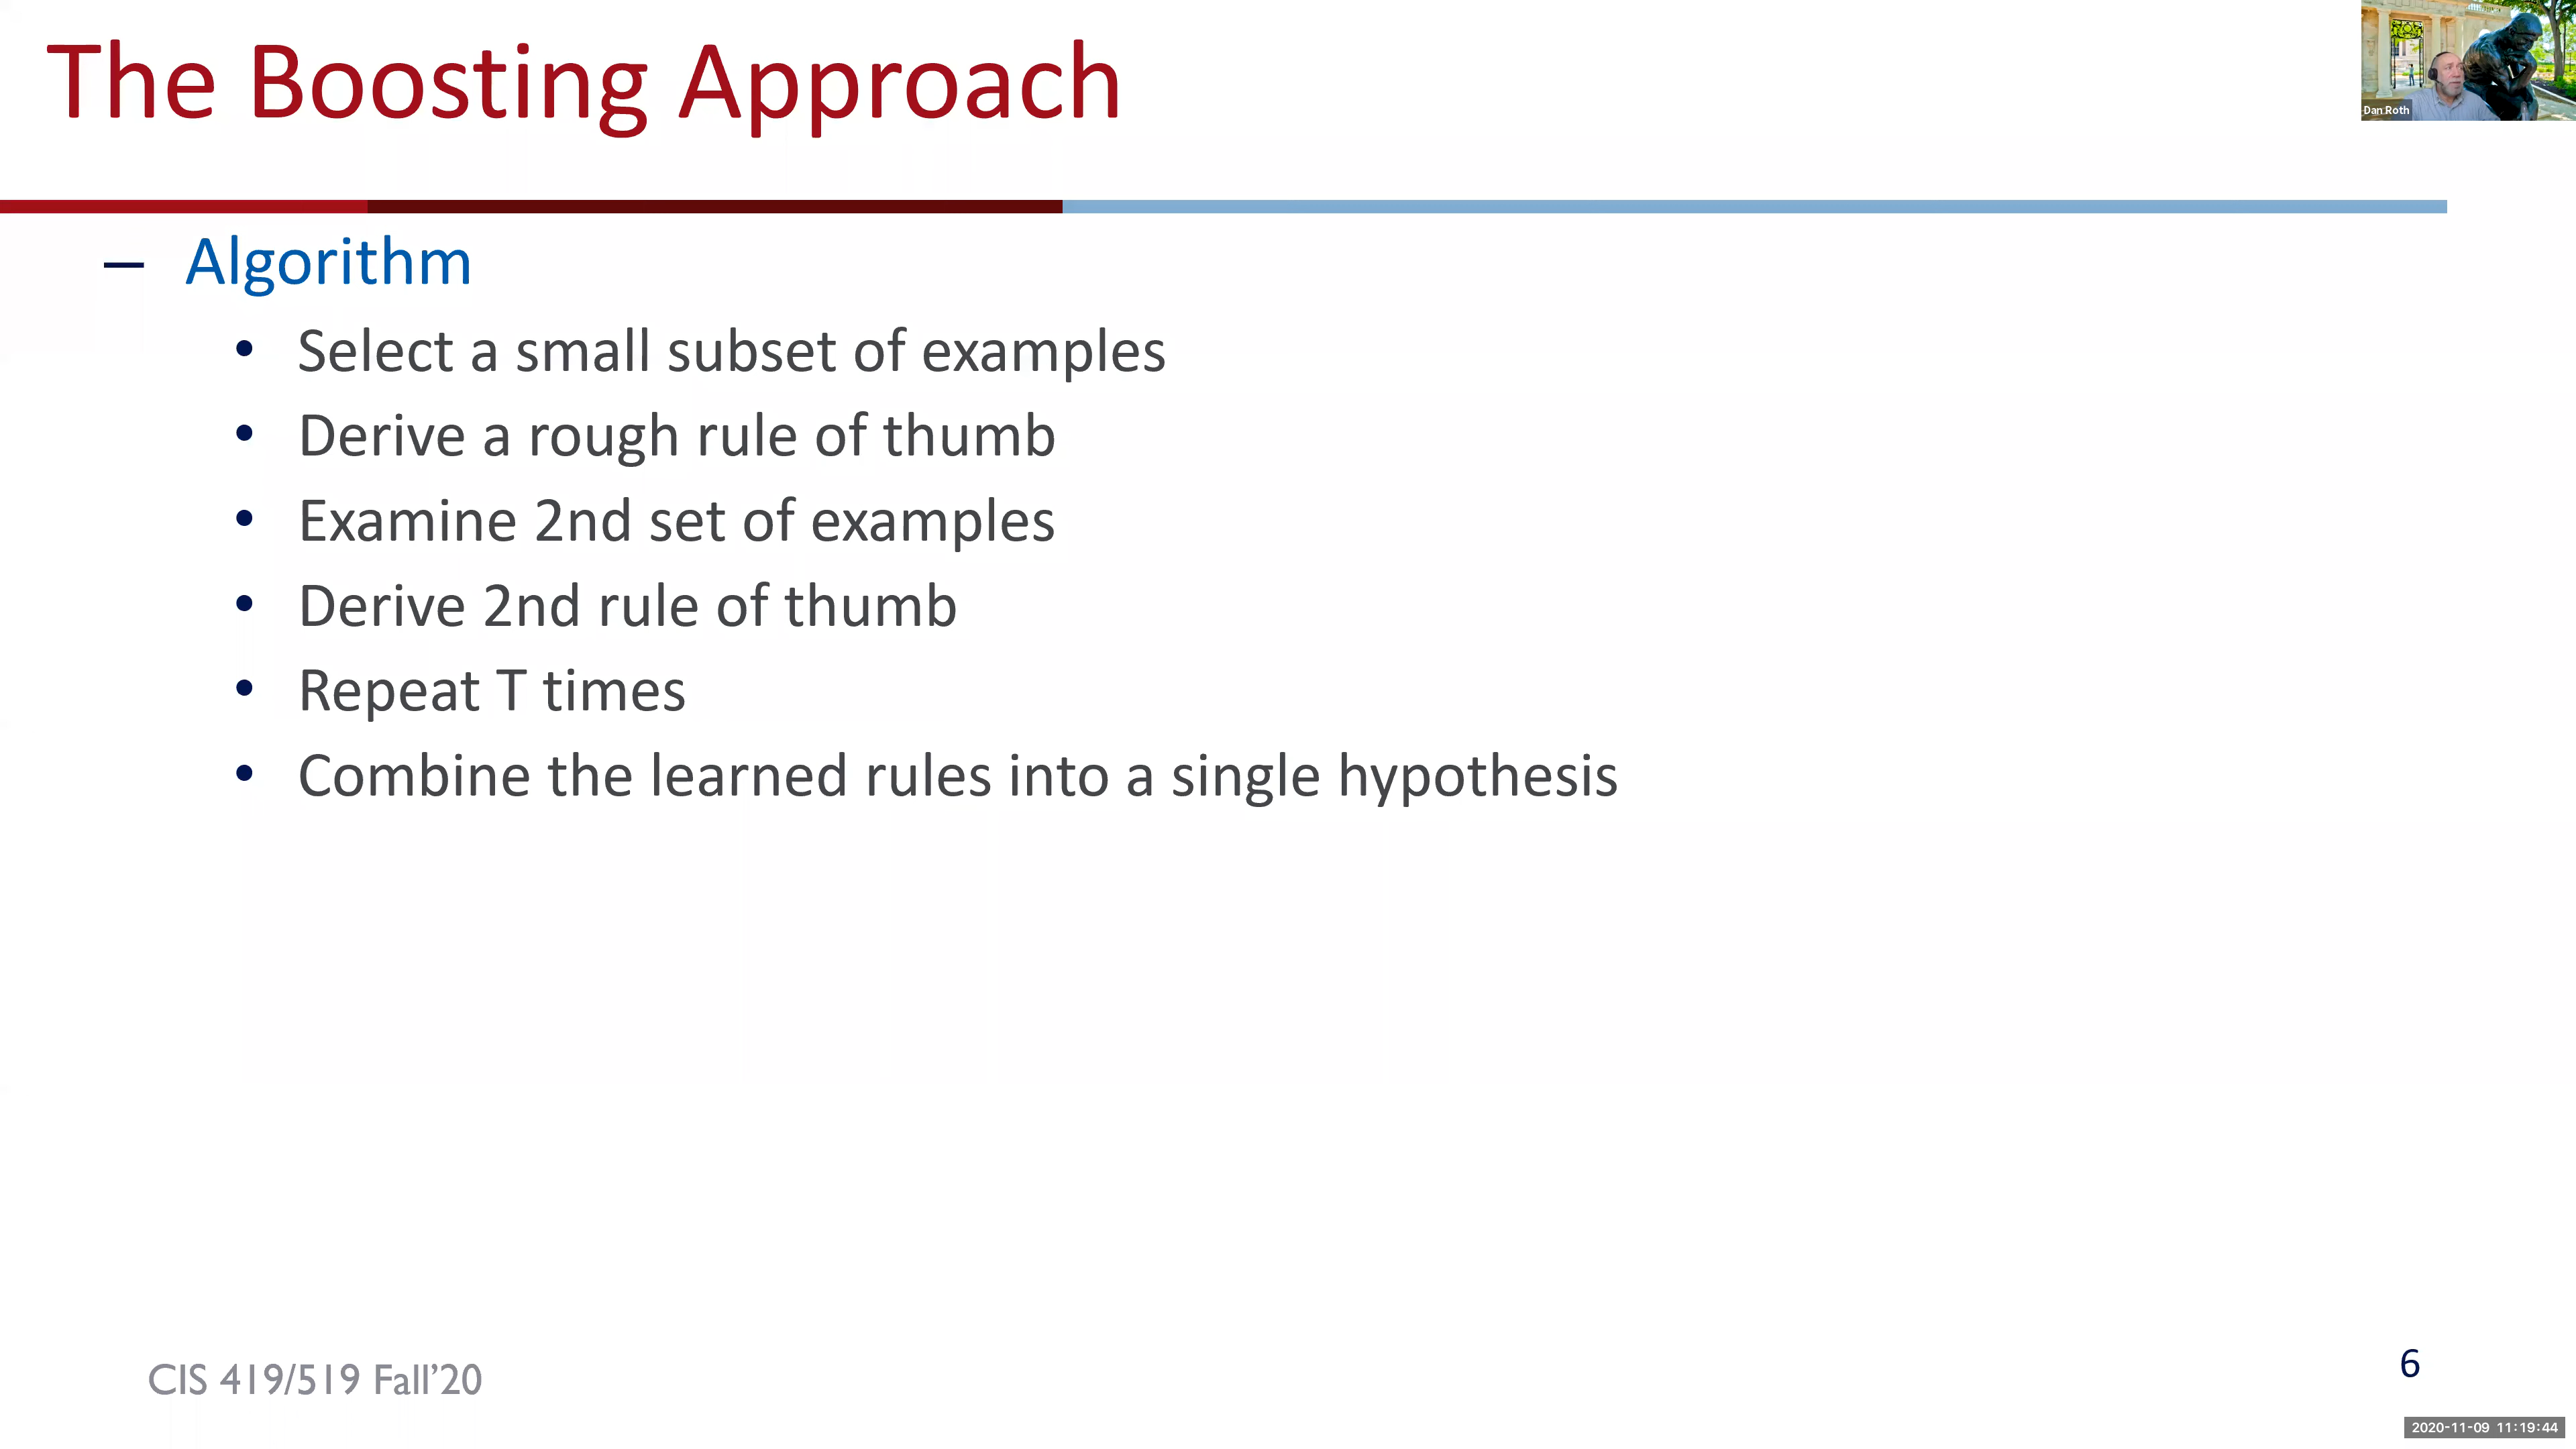 The Boosting Approach
Dan Roth
– Algorithm
• Select a small subset of examples
• Derive a rough rule of thumb
• Examine 2nd set of examples
• Derive 2nd rule of thumb
• Repeat T times
• Combine the learned rules into a single hypothesis
CIS 419/519 Fall’20
6
2020-11-09 11:19:44